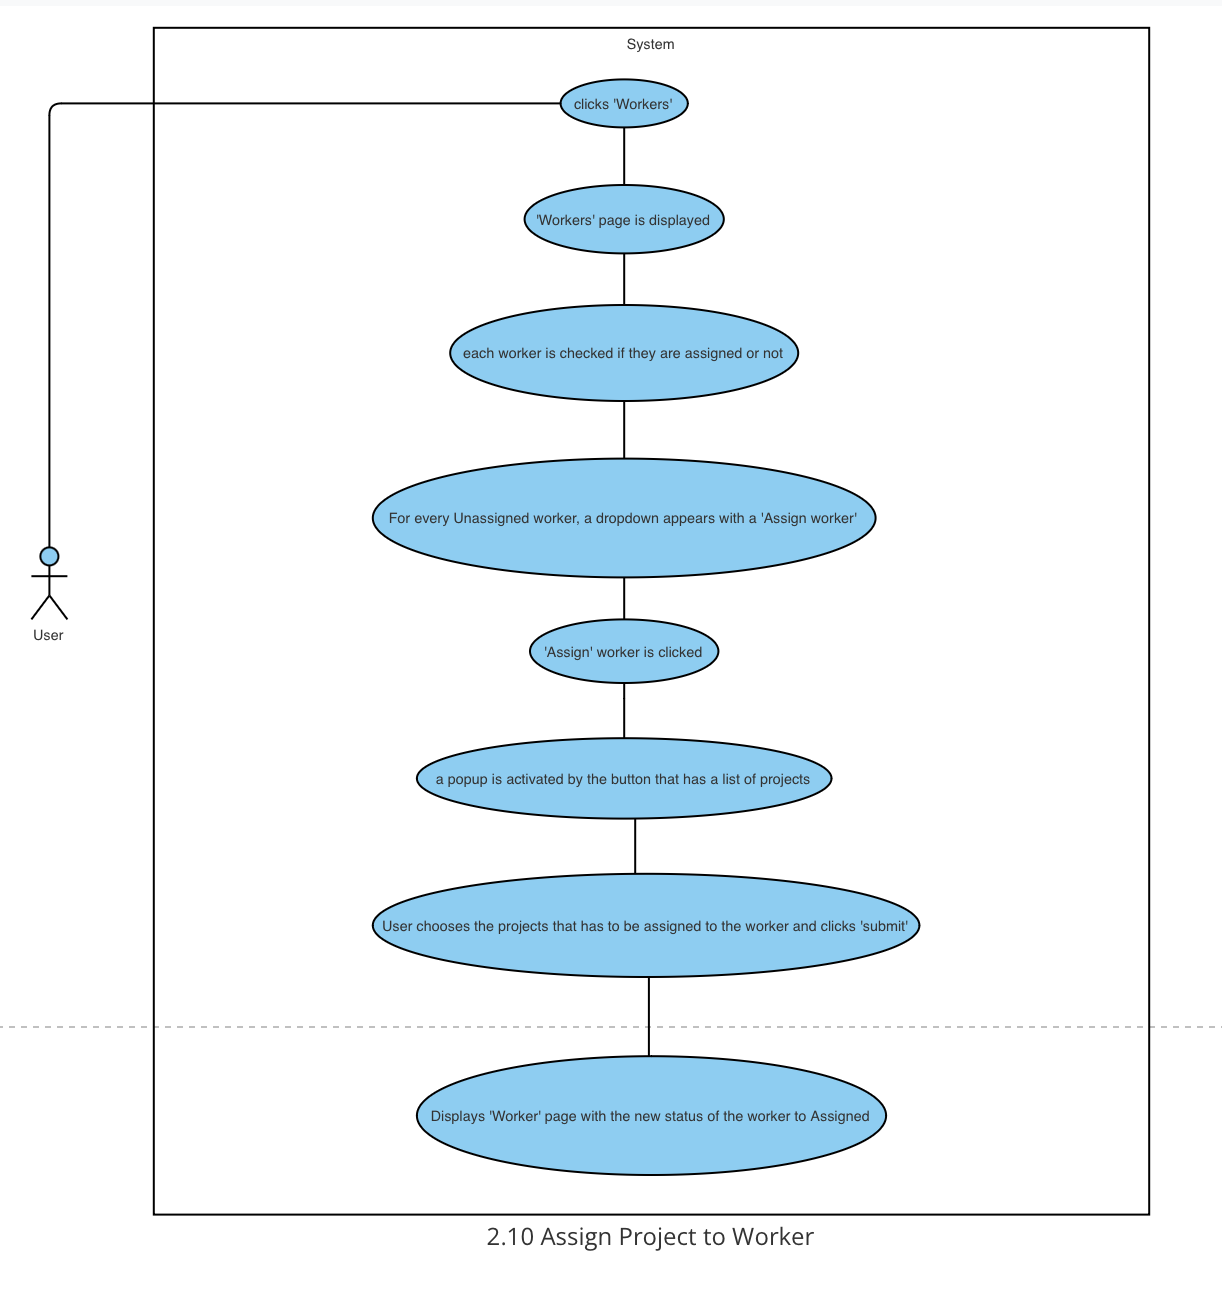 System
clicks 'Workers'
'Workers' page is displayed
each worker is checked if they are assigned or not
For every Unassigned worker, a dropdown appears with a 'Assign worker'
'Assign' worker is clicked
User
a popup is activated by the button that has a list of projects
User chooses the projects that has to be assigned to the worker and clicks 'submit'
Displays 'Worker' page with the new status of the worker to Assigned
2.10 Assign Project to Worker